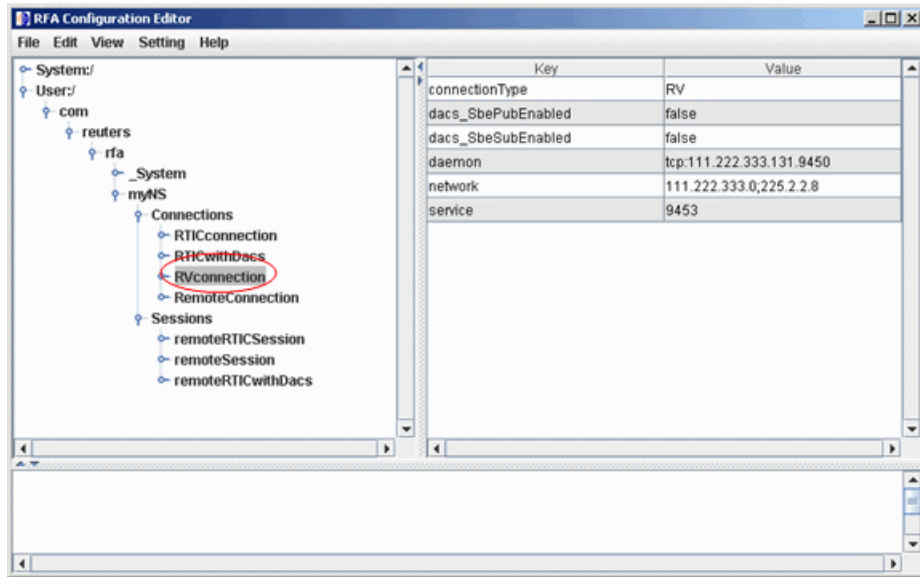 RFA Configuration Editor
File Edit View Setting Help
System:/
User:/
com
reuters
rfa
_System
myNS
Connections
RTICconnection
RTICwithDacs
RVconnection
RemoteConnection
Sessions
remoteRTICSession
remoteSession
remoteRTICwithDacs
Key Value
connectionType RV
dacs_SbePubEnabled false
dacs_SbeSubEnabled false
daemon tcp:111.222.333.131.9450
network 111.222.333.0;225.2.2.8
service 9453